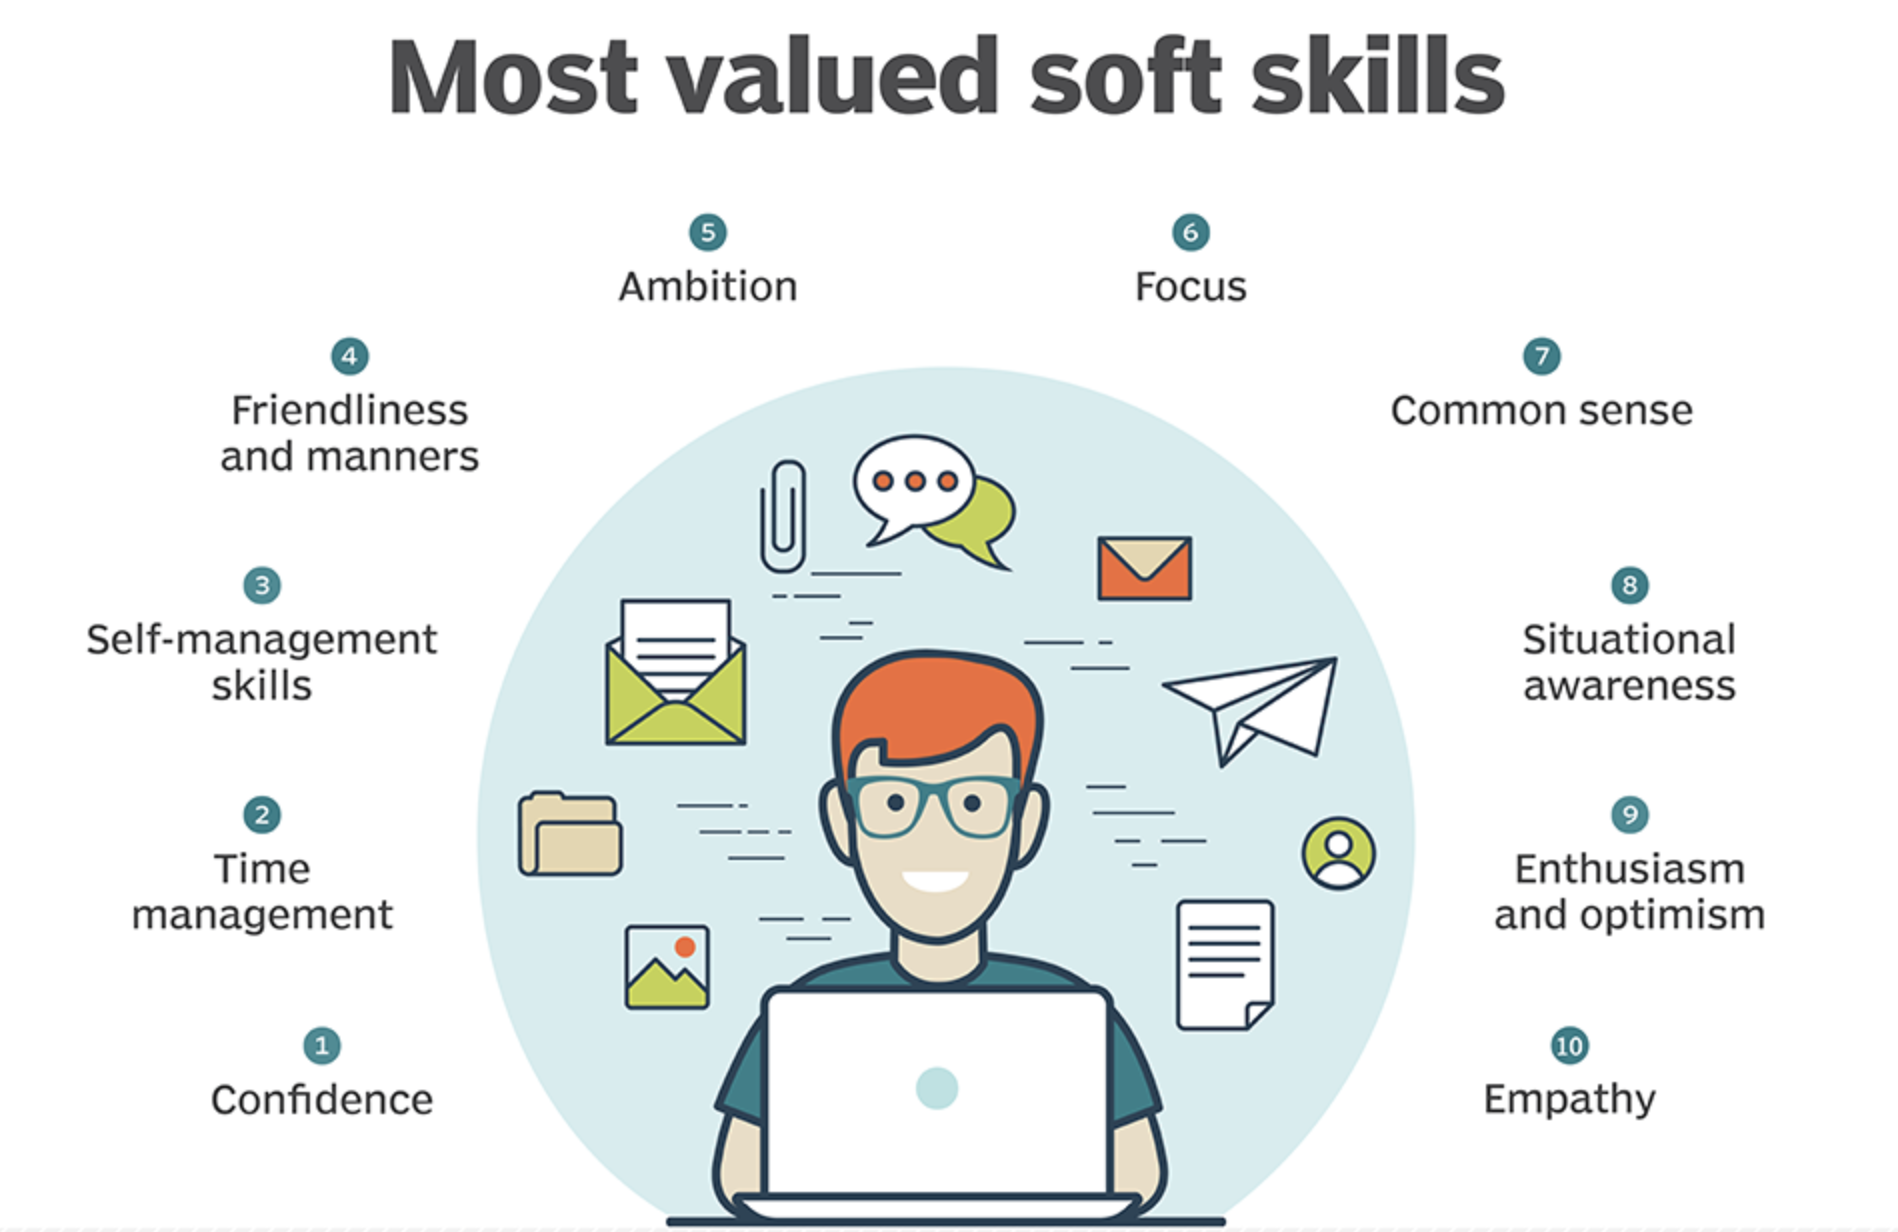 Most valued soft skills
5
Ambition
6
Focus
4
Friendliness
and manners
7
Common sense
3
Self-management
skills
8
Situational
awareness
2
Time
management
9
Enthusiasm
and optimism
1
Confidence
10
Empathy